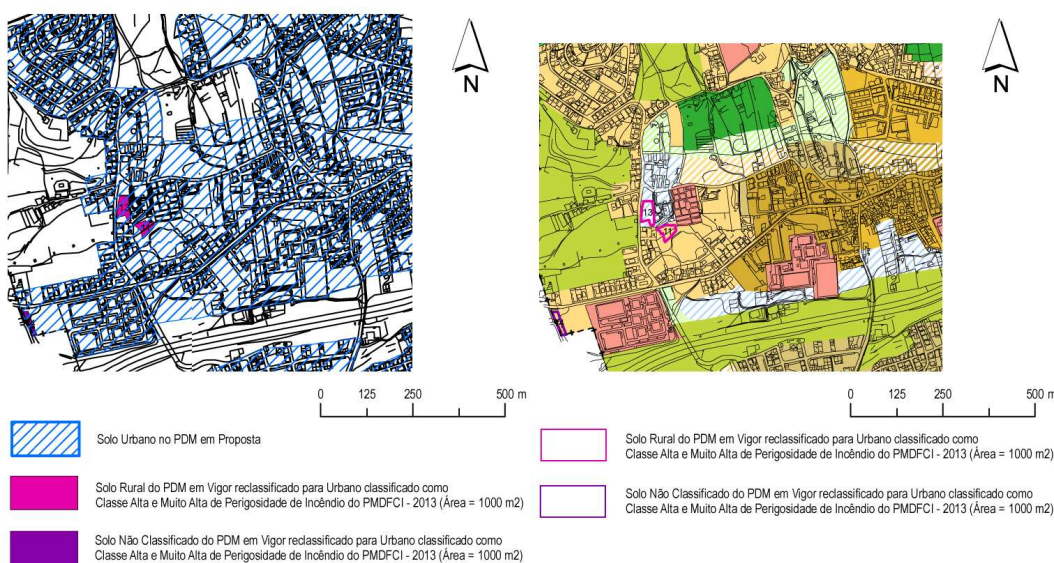 N
N
13
11
0 125 250 500 m
0 125 250 500 m
Solo Urbano no PDM em Proposta
Solo Rural do PDM em Vigor reclassificado para Urbano classificado como
Classe Alta e Muito Alta de Perigosidade de Incêndio do PMDFCI - 2013 (Área = 1000 m2)
Solo Não Classificado do PDM em Vigor reclassificado para Urbano classificado como
Classe Alta e Muito Alta de Perigosidade de Incêndio do PMDFCI - 2013 (Área = 1000 m2)
Solo Rural do PDM em Vigor reclassificado para Urbano classificado como
Classe Alta e Muito Alta de Perigosidade de Incêndio do PMDFCI - 2013 (Área = 1000 m2)
Solo Não Classificado do PDM em Vigor reclassificado para Urbano classificado como
Classe Alta e Muito Alta de Perigosidade de Incêndio do PMDFCI - 2013 (Área = 1000 m2)